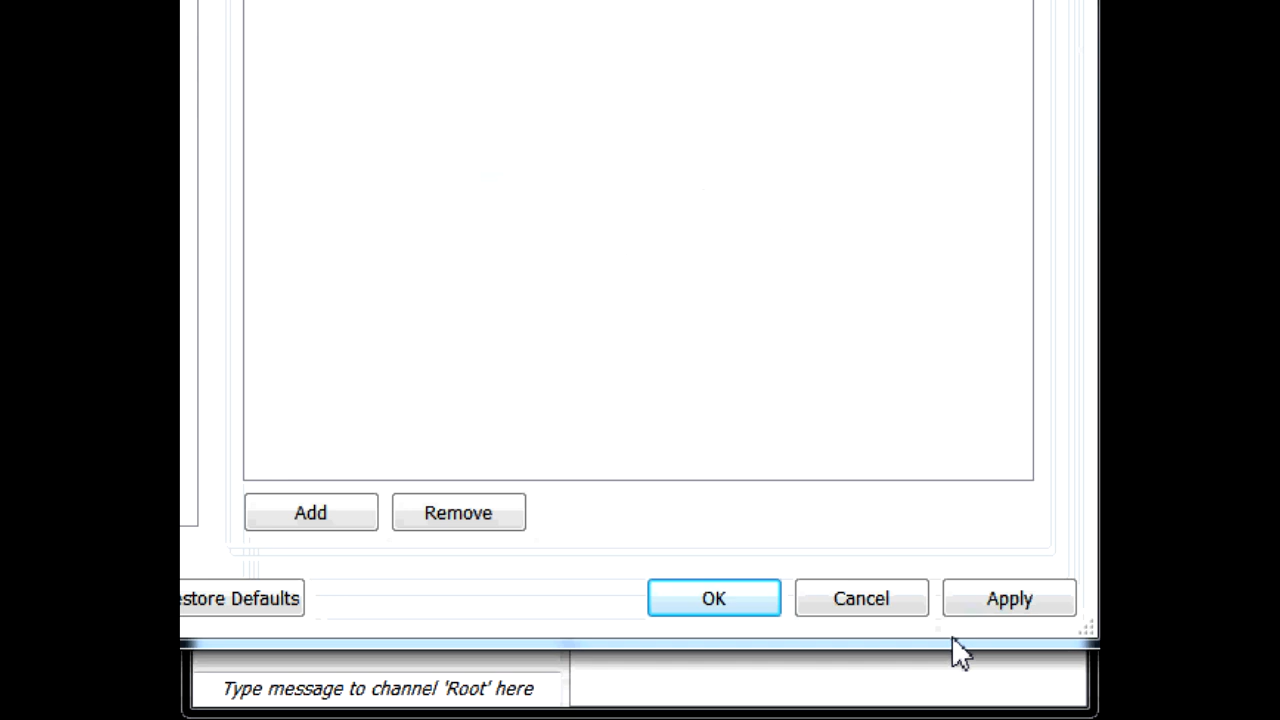 Add Remove
estore Defaults OK Cancel Apply
Type message to channel 'Root' here